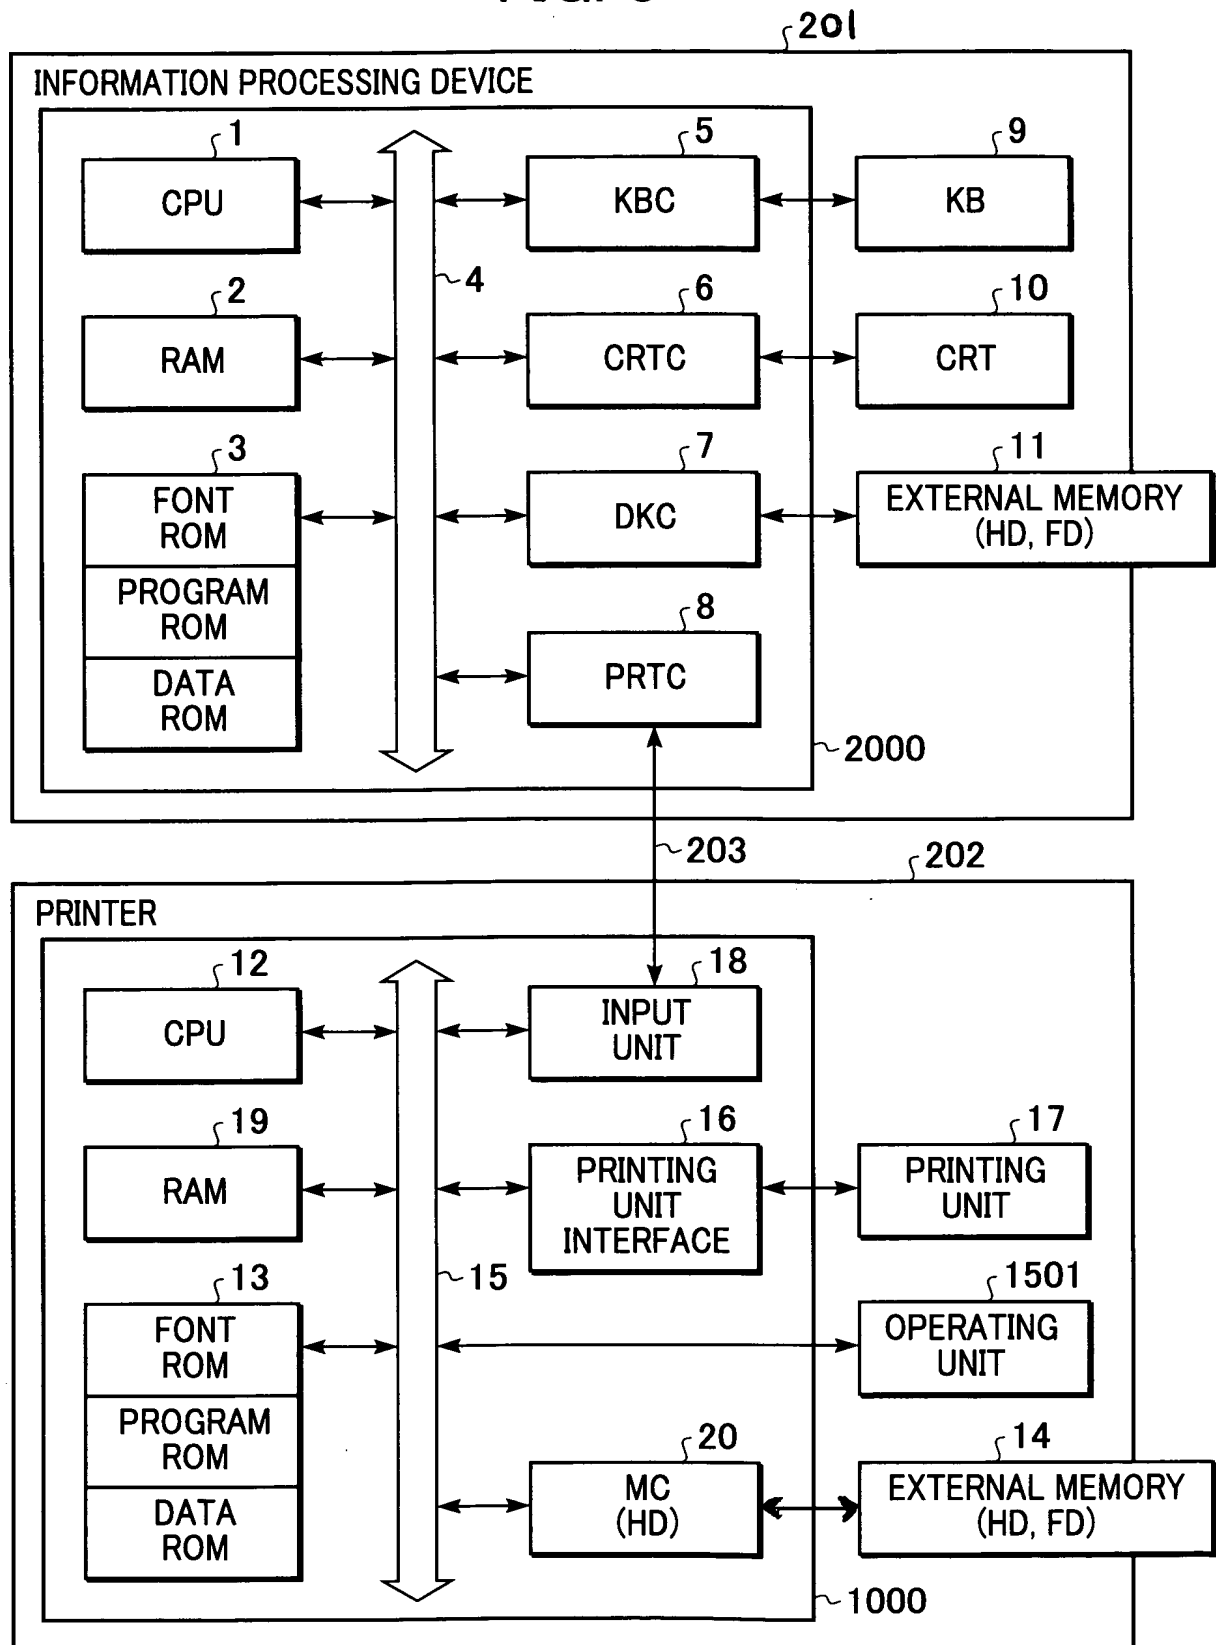 201
INFORMATION PROCESSING DEVICE
1
5
9
CPU
KBC
KB
4
2
6
10
RAM
CRTC
CRT
3
7
11
FONT
ROM
DKC
EXTERNAL MEMORY
(HD, FD)
PROGRAM
ROM
8
DATA
ROM
PRTC
2000
203
202
PRINTER
12
18
CPU
INPUT
UNIT
19
16
17
RAM
PRINTING
UNIT
INTERFACE
PRINTING
UNIT
15
13
1501
FONT
ROM
OPERATING
UNIT
PROGRAM
ROM
20
14
DATA
ROM
MC
(HD)
EXTERNAL MEMORY
(HD, FD)
1000